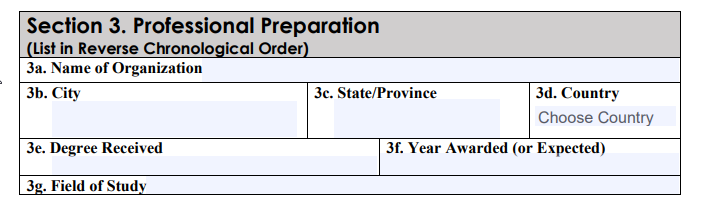 Section 3. Professional Preparation
(List in Reverse Chronological Order)
3a. Name of Organization
3b. City
3c. State/Province
3d. Country
Choose Country
3e. Degree Received
3f. Year Awarded (or Expected)
3g. Field of Study